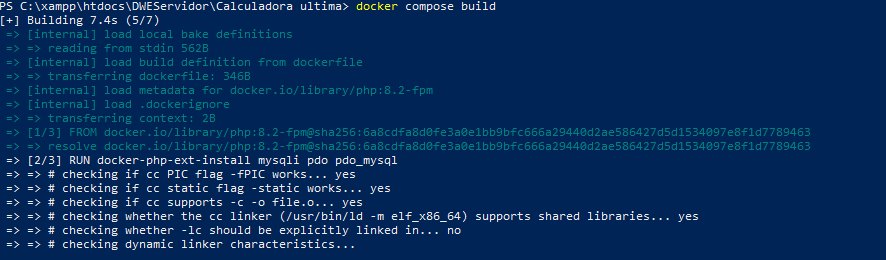 PS C:\xampp\htdocs\DWEServidor\Calculadora ultima> docker compose build
[+] Building 7.4s (5/7)
=> [internal] load local bake definitions
=> => reading from stdin 562B
=> [internal] load build definition from dockerfile
=> => transferring dockerfile: 346B
=> [internal] load metadata for docker.io/library/php:8.2-fpm
=> [internal] load .dockerignore
=> => transferring context: 2B
=> [1/3] FROM docker.io/library/php:8.2-fpm@sha256:6a8cdfa8d0fe3a0e1bb9bfc666a29440d2ae586427d5d1534097e8f1d7789463
=> => resolve docker.io/library/php:8.2-fpm@sha256:6a8cdfa8d0fe3a0e1bb9bfc666a29440d2ae586427d5d1534097e8f1d7789463
=> [2/3] RUN docker-php-ext-install mysqli pdo pdo_mysql
=> => # checking if cc PIC flag -fPIC works... yes
=> => # checking if cc static flag -static works... yes
=> => # checking if cc supports -c -o file.o... yes
=> => # checking whether the cc linker (/usr/bin/ld -m elf_x86_64) supports shared libraries... yes
=> => # checking whether -lc should be explicitly linked in... no
=> => # checking dynamic linker characteristics...